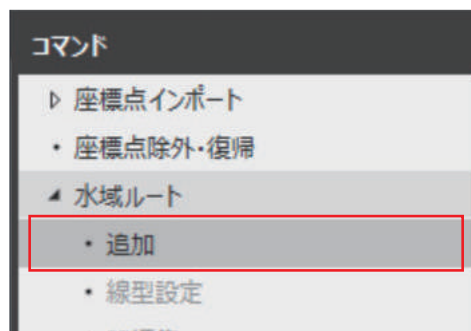 コマンド
座標点インポート
・座標点除外・復帰
水域ルート
・追加
・線型設定